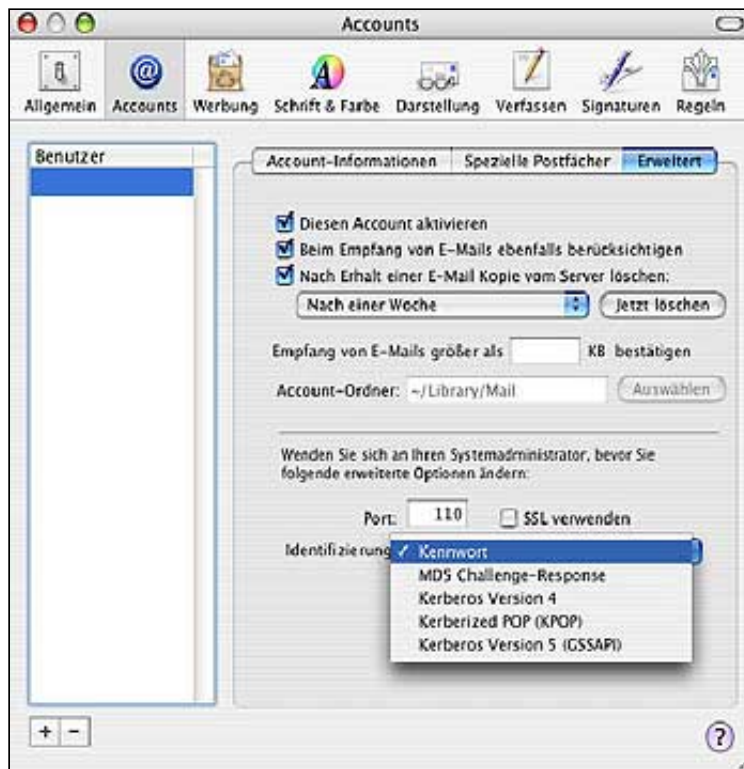 Accounts
Allgemein Accounts Werbung Schrift & Farbe Darstellung Verfassen Signaturen Regeln
Benutzer
Account-Informationen Spezielle Postfächer Erweitert
Diesen Account aktivieren
Beim Empfang von E-Mails ebenfalls berücksichtigen
Nach Erhalt einer E-Mail Kopie vom Server löschen:
Nach einer Woche Jetzt löschen
Empfang von E-Mails größer als KB bestätigen
Account-Ordner: ~/Library/Mail Auswählen
Wenden Sie sich an Ihren Systemadministrator, bevor Sie
folgende erweiterte Optionen ändern:
Port: 110 SSL verwenden
Identifizierung ✓ Kennwort
MD5 Challenge-Response
Kerberos Version 4
Kerberized POP (KPOP)
Kerberos Version 5 (GSSAPI)
+ − ?